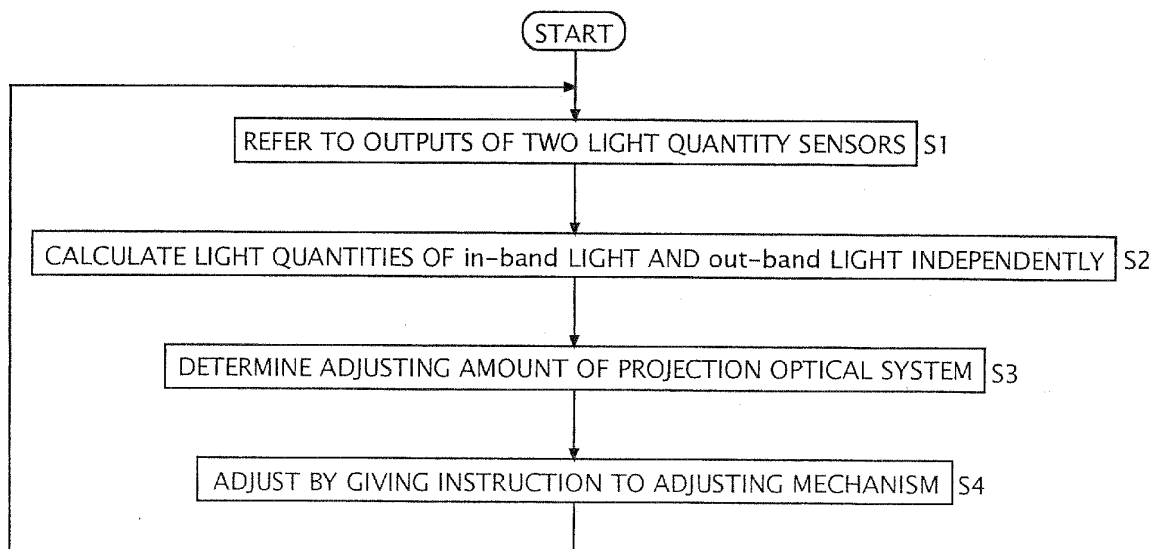 START
REFER TO OUTPUTS OF TWO LIGHT QUANTITY SENSORS S1
CALCULATE LIGHT QUANTITIES OF in-band LIGHT AND out-band LIGHT INDEPENDENTLY S2
DETERMINE ADJUSTING AMOUNT OF PROJECTION OPTICAL SYSTEM S3
ADJUST BY GIVING INSTRUCTION TO ADJUSTING MECHANISM S4